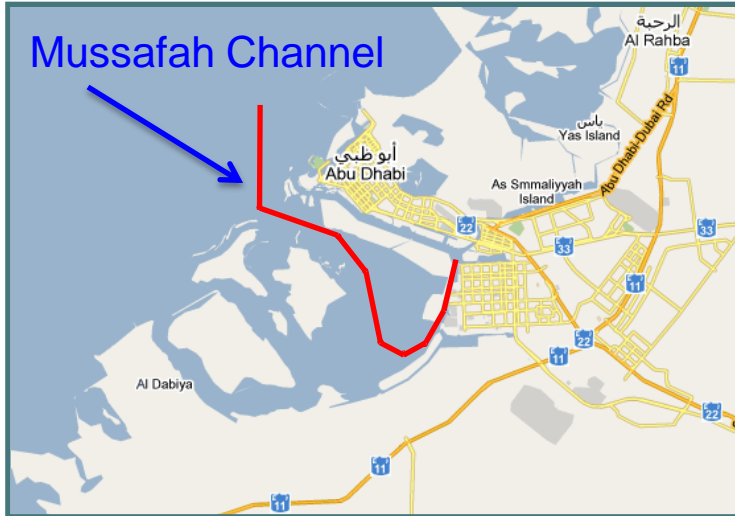 Mussafah Channel
الرحبة
Al Rahba
11
Abu Dhabi-Dubai Rd
ياس
Yas Island
أبو ظبي
Abu Dhabi
As Smmaliyyah
Island
22
33
33
11
22
11
Al Dabiya
22
11
11
11